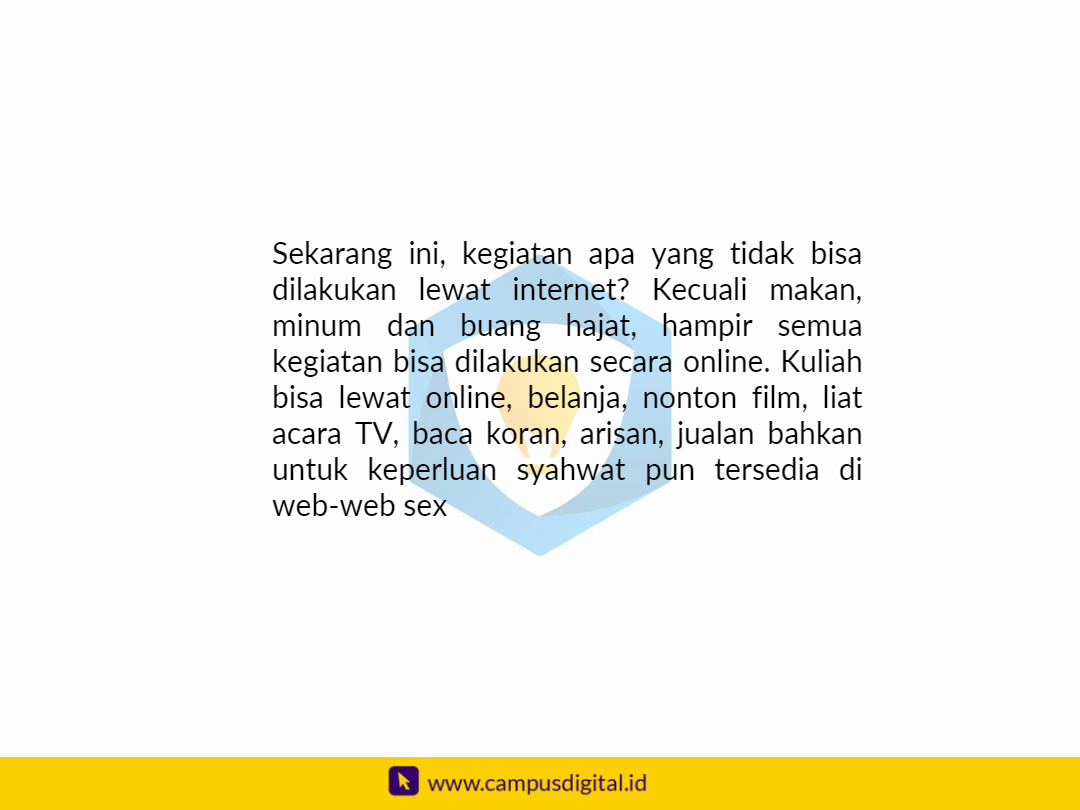 Sekarang ini, kegiatan apa yang tidak bisa
dilakukan lewat internet? Kecuali makan,
minum dan buang hajat, hampir semua
kegiatan bisa dilakukan secara online. Kuliah
bisa lewat online, belanja, nonton film, liat
acara TV, baca koran, arisan, jualan bahkan
untuk keperluan syahwat pun tersedia di
web-web sex
www.campusdigital.id